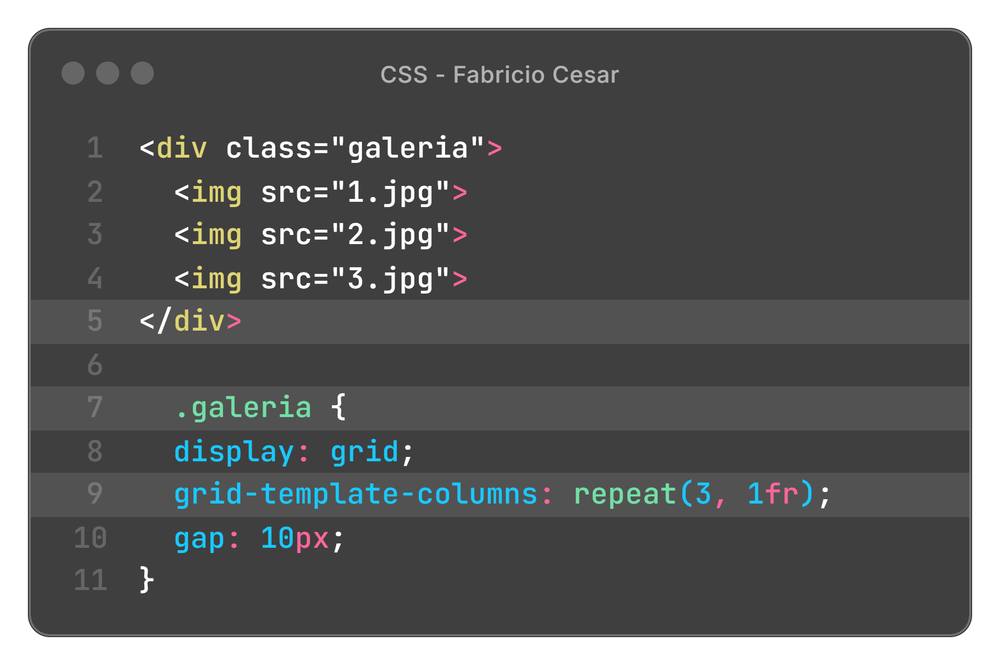 CSS - Fabricio Cesar
1 <div class="galeria">
2   <img src="1.jpg">
3   <img src="2.jpg">
4   <img src="3.jpg">
5 </div>
6
7   .galeria {
8   display: grid;
9   grid-template-columns: repeat(3, 1fr);
10   gap: 10px;
11 }